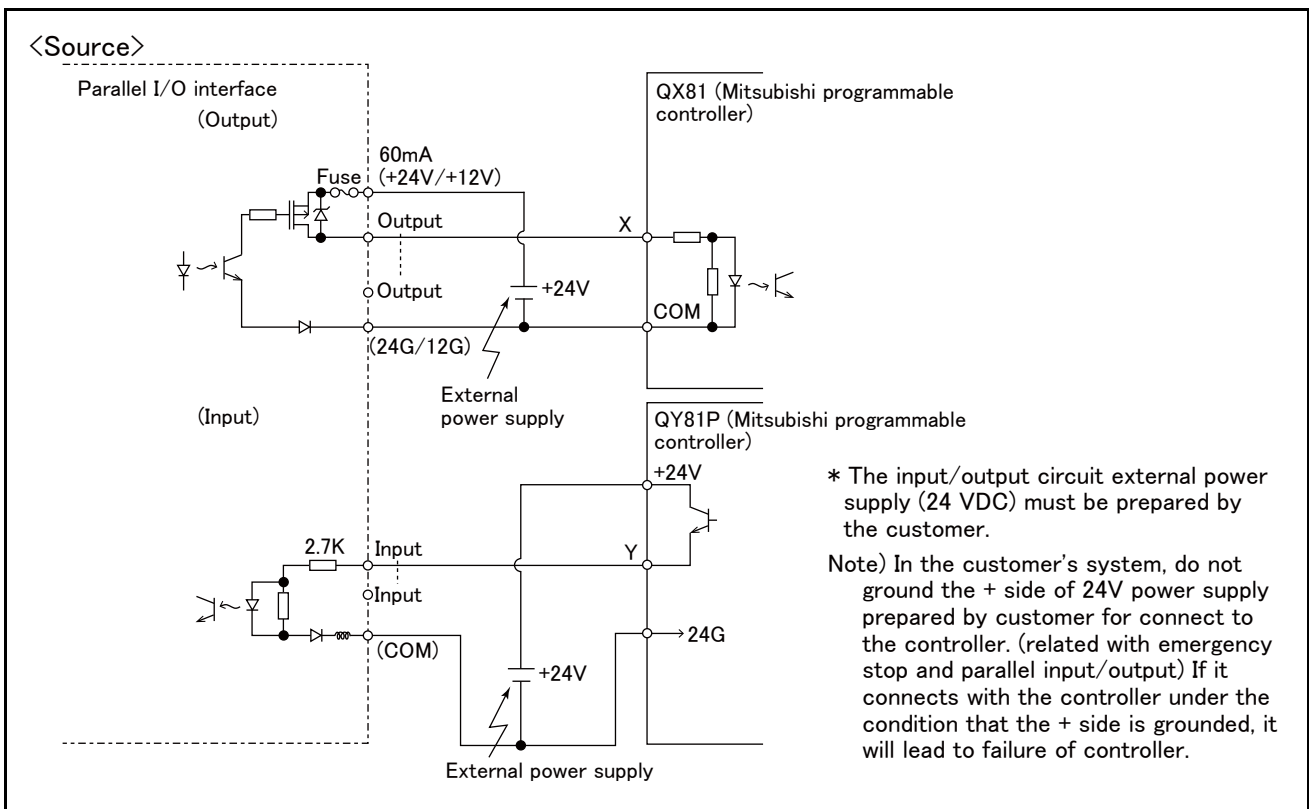 <Source>
Parallel I/O interface
(Output)
60mA
Fuse
(+24V/+12V)
Output
Output
+24V
(24G/12G)
External
power supply
QX81 (Mitsubishi programmable
controller)
X
COM
(Input)
QY81P (Mitsubishi programmable
controller)
+24V
2.7K
Input
Y
Input
24G
(COM)
+24V
External power supply
* The input/output circuit external power
supply (24 VDC) must be prepared by
the customer.
Note) In the customer's system, do not
ground the + side of 24V power supply
prepared by customer for connect to
the controller. (related with emergency
stop and parallel input/output) If it
connects with the controller under the
condition that the + side is grounded, it
will lead to failure of controller.